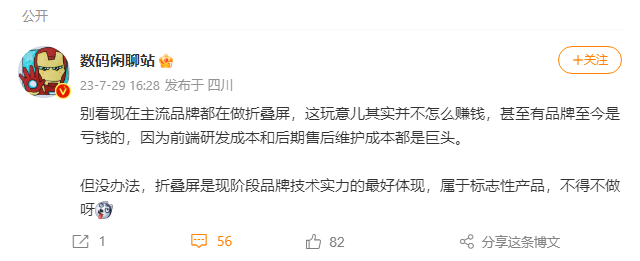 公开
数码闲聊站
+关注
23-7-29 16:28 发布于 四川
别看现在主流品牌都在做折叠屏，这玩意儿其实并不怎么赚钱，甚至有品牌至今是
亏钱的，因为前端研发成本和后期售后维护成本都是巨头。
但没办法，折叠屏是现阶段品牌技术实力的最好体现，属于标志性产品，不得不做
呀
1
56
82
分享这条博文